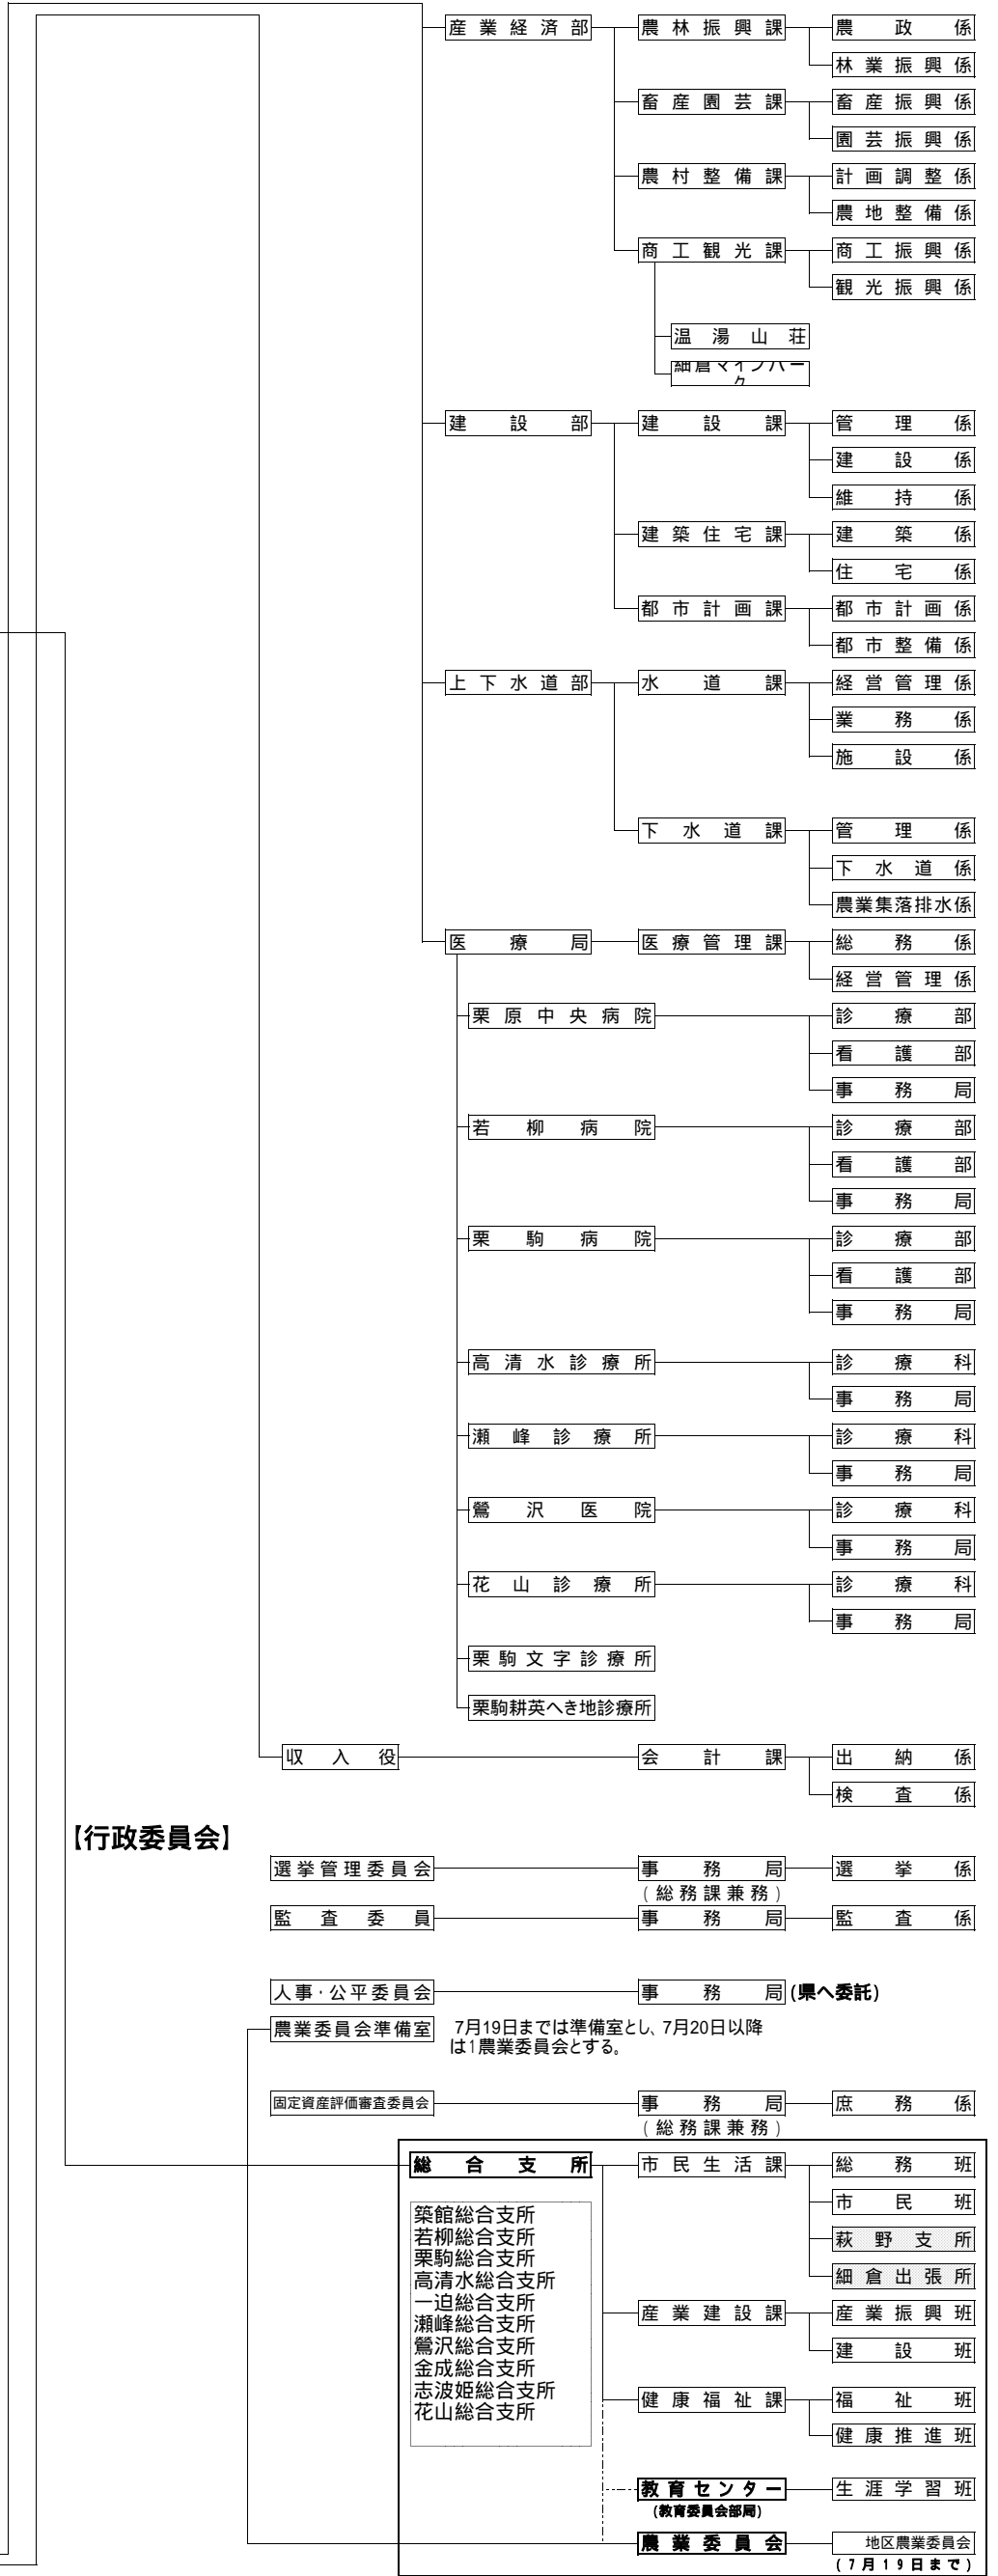 産業経済部 農林振興課 農政係
林業振興係
畜産園芸課 畜産振興係
園芸振興係
農村整備課 計画調整係
農地整備係
商工観光課 商工振興係
観光振興係
温湯山荘
細倉マインパーク
建設部 建設課 管理係
建設係
維持係
建築住宅課 建築係
住宅係
都市計画課 都市計画係
都市整備係
上下水道部 水道課 経営管理係
業務係
施設係
下水道課 管理係
下水道係
農業集落排水係
医療局 医療管理課 総務係
経営管理係
栗原中央病院 診療部
看護部
事務局
若柳病院 診療部
看護部
事務局
栗駒病院 診療部
看護部
事務局
高清水診療所 診療科
事務局
瀬峰診療所 診療科
事務局
鶯沢医院 診療科
事務局
花山診療所 診療科
事務局
栗駒文字診療所
栗駒耕英へき地診療所
収入役 会計課 出納係
検査係
【行政委員会】
選挙管理委員会 事務局 選挙係
(総務課兼務)
監査委員 事務局 監査係
人事・公平委員会 事務局 (県へ委託)
農業委員会準備室 7月19日までは準備室とし、7月20日以降
は1農業委員会とする。
固定資産評価審査委員会 事務局 庶務係
(総務課兼務)
総合支所 市民生活課 総務班
市民班
萩野支所
細倉出張所
築館総合支所
若柳総合支所
栗駒総合支所
高清水総合支所
一迫総合支所
瀬峰総合支所
鶯沢総合支所
金成総合支所
志波姫総合支所
花山総合支所
産業建設課 産業振興班
建設班
健康福祉課 福祉班
健康推進班
教育センター 生涯学習班
(教育委員会部局)
農業委員会 地区農業委員会
(7月19日まで)